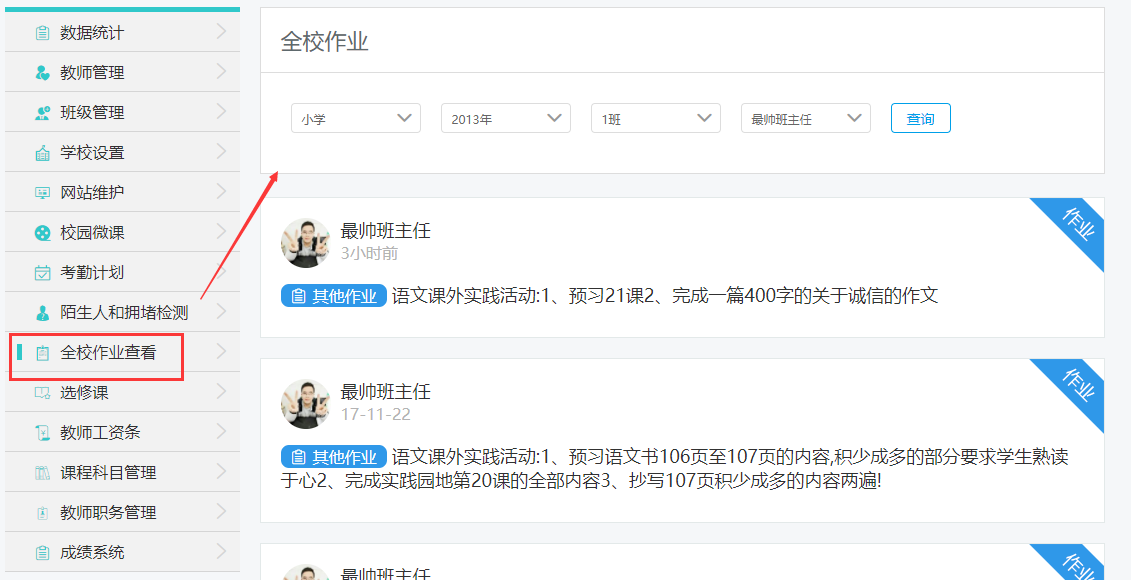 数据统计
教师管理
班级管理
学校设置
网站维护
校园微课
考勤计划
陌生人和拥堵检测
全校作业查看
选修课
教师工资条
课程科目管理
教师职务管理
成绩系统
全校作业
小学 2013年 1班 最帅班主任 查询
最帅班主任
3小时前
作业
其他作业 语文课外实践活动:1、预习21课2、完成一篇400字的关于诚信的作文
最帅班主任
17-11-22
作业
其他作业 语文课外实践活动:1、预习语文书106页至107页的内容,积少成多的部分要求学生熟读
于心2、完成实践园地第20课的全部内容3、抄写107页积少成多的内容两遍!
最帅班主任
作业